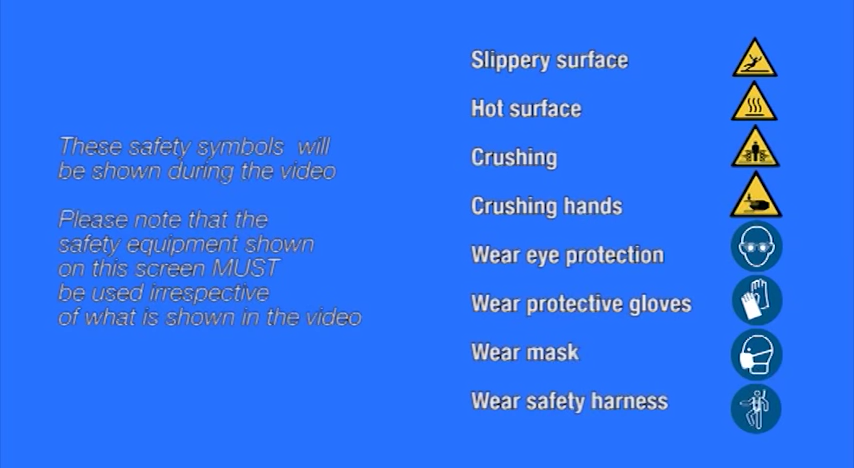 These safety symbols will
be shown during the video
Please note that the
safety equipment shown
on this screen MUST
be used irrespective
of what is shown in the video
Slippery surface
Hot surface
Crushing
Crushing hands
Wear eye protection
Wear protective gloves
Wear mask
Wear safety harness